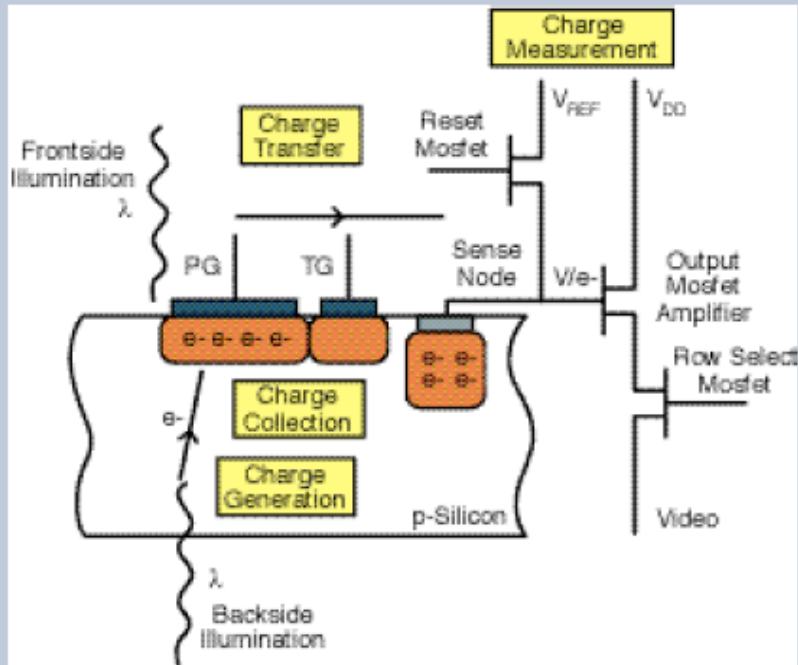 Charge
Measurement
V_REF
V_DD
Charge
Transfer
Reset
Mosfet
Frontside
Illumination
λ
PG
TG
Sense
Node
V/e-
Output
Mosfet
Amplifier
e- e- e- e-
e- e-
e- e-
Row Select
Mosfet
e-
Charge
Collection
Charge
Generation
p-Silicon
Video
λ
Backside
Illumination